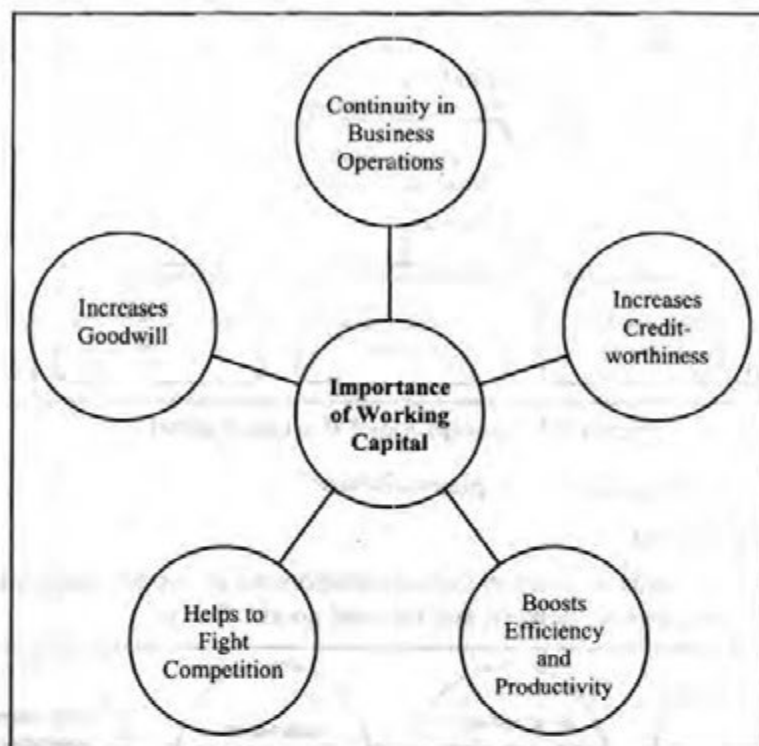 Continuity in
Business
Operations
Increases
Goodwill
Increases
Credit-
worthiness
Importance
of Working
Capital
Helps to
Fight
Competition
Boosts
Efficiency
and
Productivity